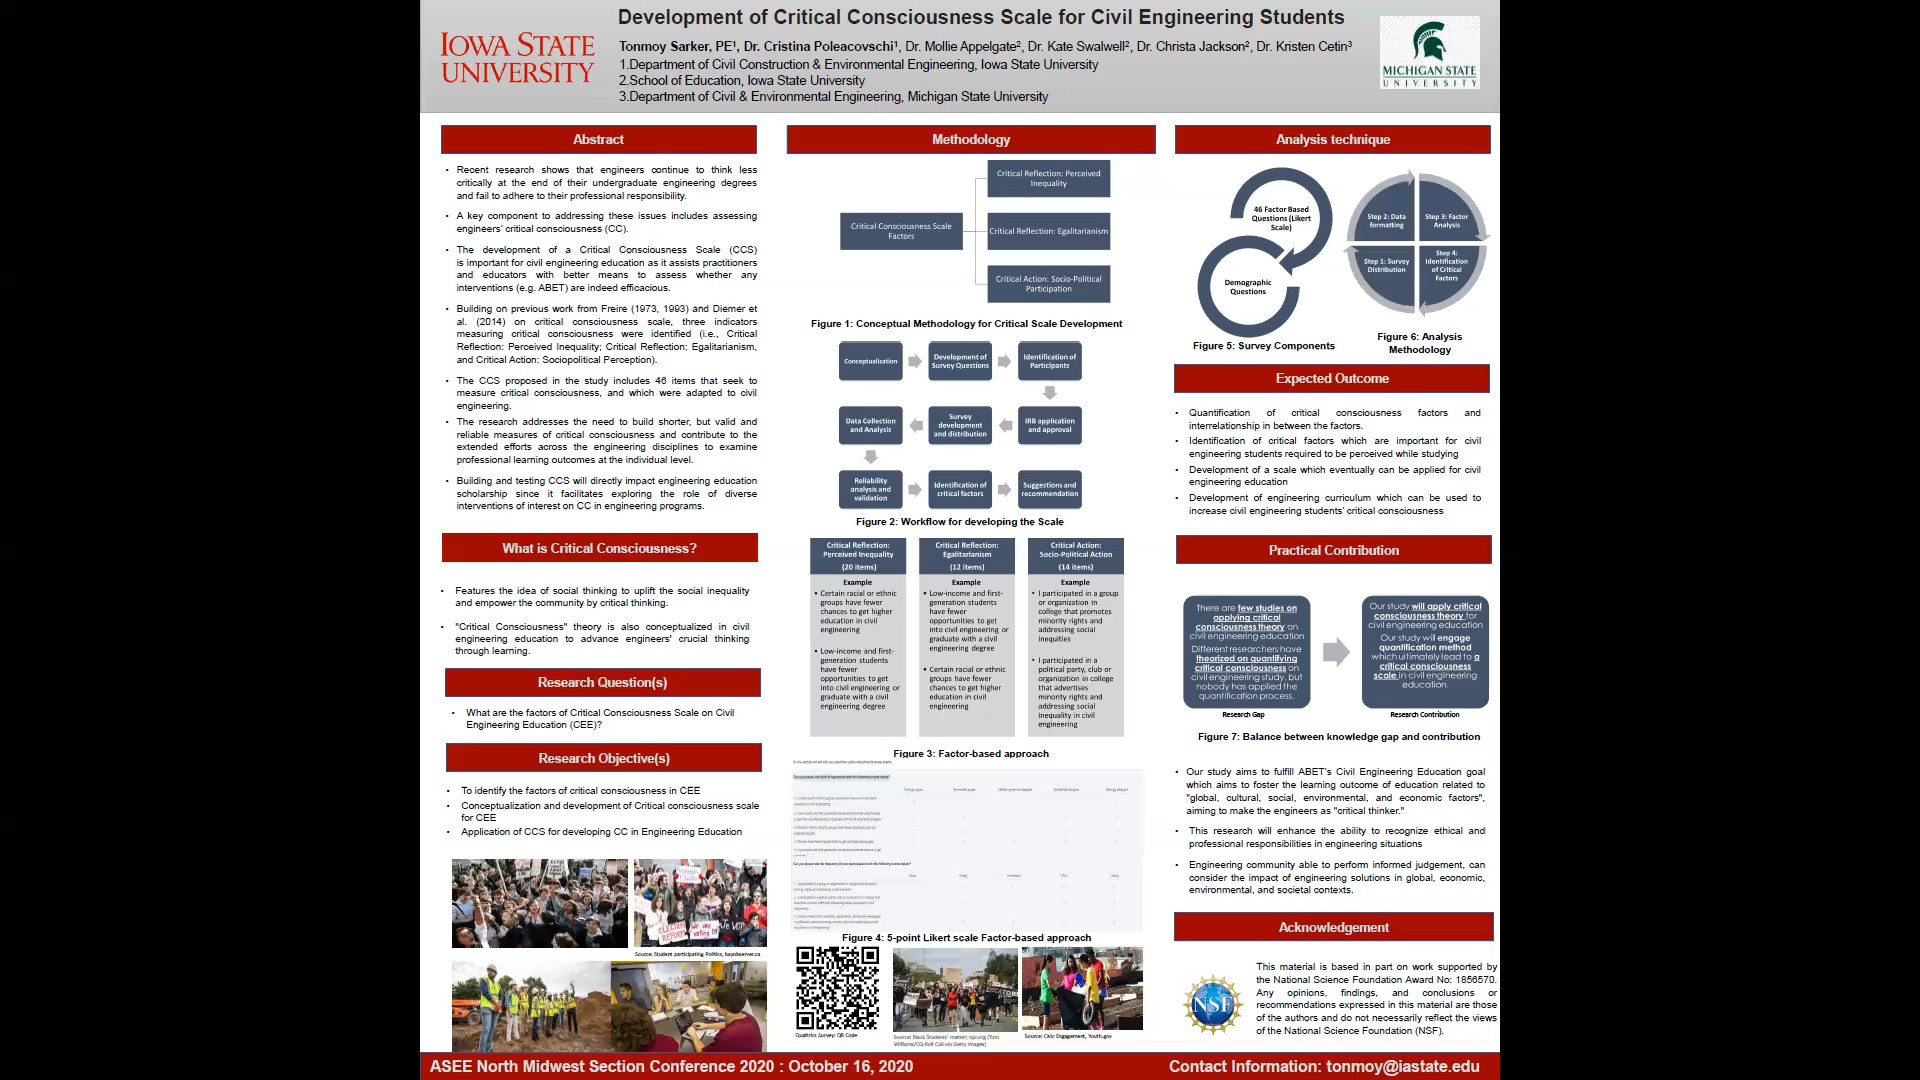 Development of Critical Consciousness Scale for Civil Engineering Students
IOWA STATE
UNIVERSITY
Tonmoy Sarker, PE¹, Dr. Cristina Poleacovschi¹, Dr. Mollie Appelgate², Dr. Kate Swalwell², Dr. Christa Jackson², Dr. Kristen Cetin³
1.Department of Civil Construction & Environmental Engineering, Iowa State University
2.School of Education, Iowa State University
3.Department of Civil & Environmental Engineering, Michigan State University
MICHIGAN STATE
UNIVERSITY
Abstract
• Recent research shows that engineers continue to think less
critically at the end of their undergraduate engineering degrees
and fail to adhere to their professional responsibility.
• A key component to addressing these issues includes assessing
engineers' critical consciousness (CC).
• The development of a Critical Consciousness Scale (CCS)
is important for civil engineering education as it assists practitioners
and educators with better means to assess whether any
interventions (e.g. ABET) are indeed efficacious.
• Building on previous work from Freire (1973, 1993) and Diemer et
al. (2014) on critical consciousness scale, three indicators
measuring critical consciousness were identified (i.e., Critical
Reflection: Perceived Inequality; Critical Reflection: Egalitarianism,
and Critical Action: Sociopolitical Perception).
• The CCS proposed in the study includes 46 items that seek to
measure critical consciousness, and which were adapted to civil
engineering.
• The research addresses the need to build shorter, but valid and
reliable measures of critical consciousness and contribute to the
extended efforts across the engineering disciplines to examine
professional learning outcomes at the individual level.
• Building and testing CCS will directly impact engineering education
scholarship since it facilitates exploring the role of diverse
interventions of interest on CC in engineering programs.
What is Critical Consciousness?
• Features the idea of social thinking to uplift the social inequality
and empower the community by critical thinking.
• "Critical Consciousness" theory is also conceptualized in civil
engineering education to advance engineers' crucial thinking
through learning.
Research Question(s)
• What are the factors of Critical Consciousness Scale on Civil
Engineering Education (CEE)?
Research Objective(s)
• To identify the factors of critical consciousness in CEE
• Conceptualization and development of Critical consciousness scale
for CEE
• Application of CCS for developing CC in Engineering Education
Source: Student participating Politics, bayobserver.ca
Methodology
Critical Consciousness Scale
Factors
Critical Reflection: Perceived
Inequality
Critical Reflection: Egalitarianism
Critical Action: Socio-Political
Participation
Figure 1: Conceptual Methodology for Critical Scale Development
Conceptualization
Development of
Survey Questions
Identification of
Participants
Data Collection
and Analysis
Survey
development
and distribution
IRB application
and approval
Reliability
analysis and
validation
Identification of
critical factors
Suggestions and
recommendation
Figure 2: Workflow for developing the Scale
Critical Reflection:
Perceived Inequality
(20 items)
Example
• Certain racial or ethnic
groups have fewer
chances to get higher
education in civil
engineering
• Low-income and first-
generation students
have fewer
opportunities to get
into civil engineering or
graduate with a civil
engineering degree
Critical Reflection:
Egalitarianism
(12 items)
Example
• Low-income and first-
generation students
have fewer
opportunities to get
into civil engineering or
graduate with a civil
engineering degree
• Certain racial or ethnic
groups have fewer
chances to get higher
education in civil
engineering
Critical Action:
Socio-Political Action
(14 items)
Example
• I participated in a group
or organization in
college that promotes
minority rights and
addressing social
inequities
• I participated in a
political party, club or
organization in college
that advertises
minority rights and
addressing social
inequality in civil
engineering
Figure 3: Factor-based approach
Figure 4: 5-point Likert scale Factor-based approach
Qualtrics Survey: QR Code
Source: Black Students' matter; npr.org (Tom
Williams/CQ-Roll Call via Getty Images)
Source: Civic Engagement, Youth.gov
Analysis technique
46 Factor Based
Questions (Likert
Scale)
Demographic
Questions
Figure 5: Survey Components
Step 2: Data
formatting
Step 3: Factor
Analysis
Step 1: Survey
Distribution
Step 4:
Identification
of Critical
Factors
Figure 6: Analysis
Methodology
Expected Outcome
• Quantification of critical consciousness factors and
interrelationship in between the factors.
• Identification of critical factors which are important for civil
engineering students required to be perceived while studying
• Development of a scale which eventually can be applied for civil
engineering education
• Development of engineering curriculum which can be used to
increase civil engineering students' critical consciousness
Practical Contribution
There are few studies on
applying critical
consciousness theory on
civil engineering education
Different researchers have
theorized on quantifying
critical consciousness on
civil engineering study, but
nobody has applied the
quantification process.
Research Gap
Our study will apply critical
consciousness theory for
civil engineering education
Our study will engage
quantification method
which ultimately lead to a
critical consciousness
scale in civil engineering
education.
Research Contribution
Figure 7: Balance between knowledge gap and contribution
• Our study aims to fulfill ABET's Civil Engineering Education goal
which aims to foster the learning outcome of education related to
"global, cultural, social, environmental, and economic factors",
aiming to make the engineers as "critical thinker."
• This research will enhance the ability to recognize ethical and
professional responsibilities in engineering situations
• Engineering community able to perform informed judgement, can
consider the impact of engineering solutions in global, economic,
environmental, and societal contexts.
Acknowledgement
NSF
This material is based in part on work supported by
the National Science Foundation Award No: 1856570.
Any opinions, findings, and conclusions or
recommendations expressed in this material are those
of the authors and do not necessarily reflect the views
of the National Science Foundation (NSF).
ASEE North Midwest Section Conference 2020 : October 16, 2020
Contact Information: tonmoy@iastate.edu